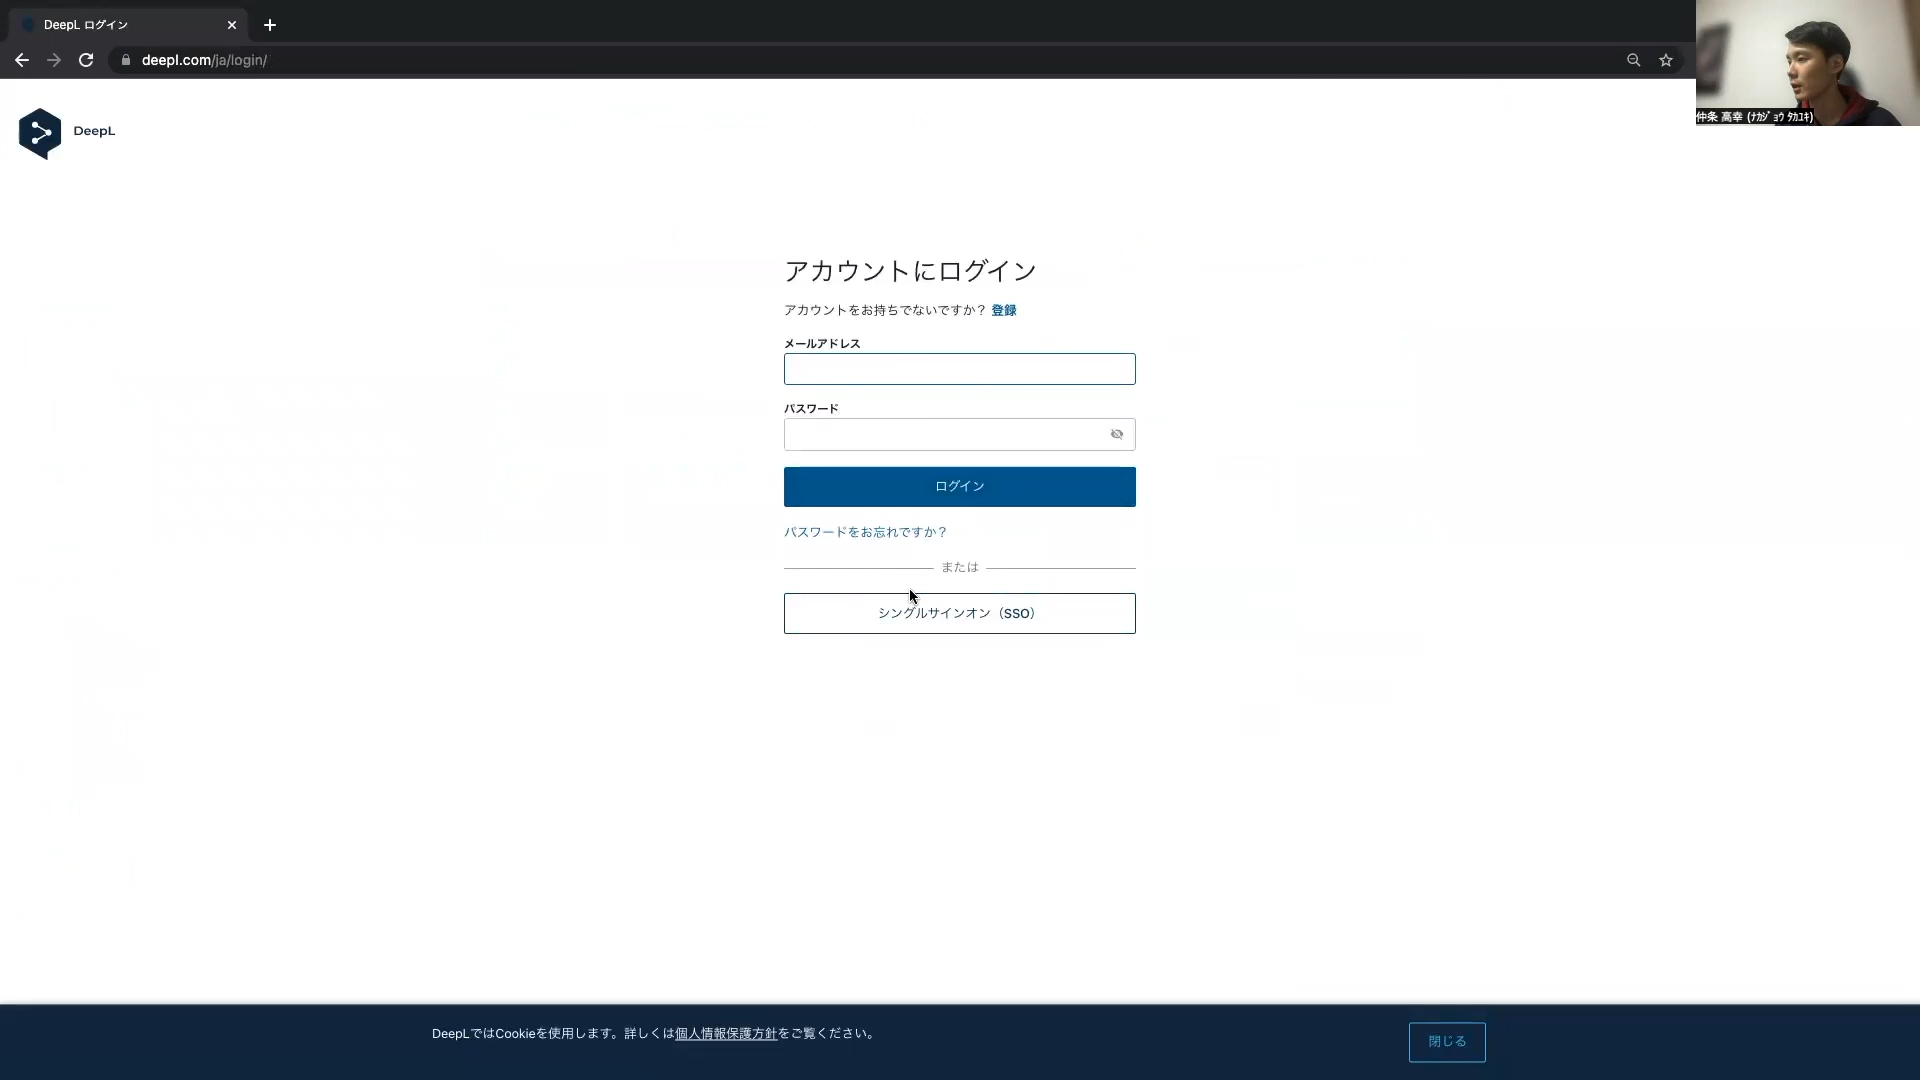 DeepL ログイン
deepl.com/ja/login/
仲条 高幸 (ﾅｶｼﾞｮｳ ﾀｶﾕｷ)
DeepL
アカウントにログイン
アカウントをお持ちでないですか？ 登録
メールアドレス
パスワード
ログイン
パスワードをお忘れですか？
または
シングルサインオン（SSO）
DeepLではCookieを使用します。詳しくは個人情報保護方針をご覧ください。
閉じる